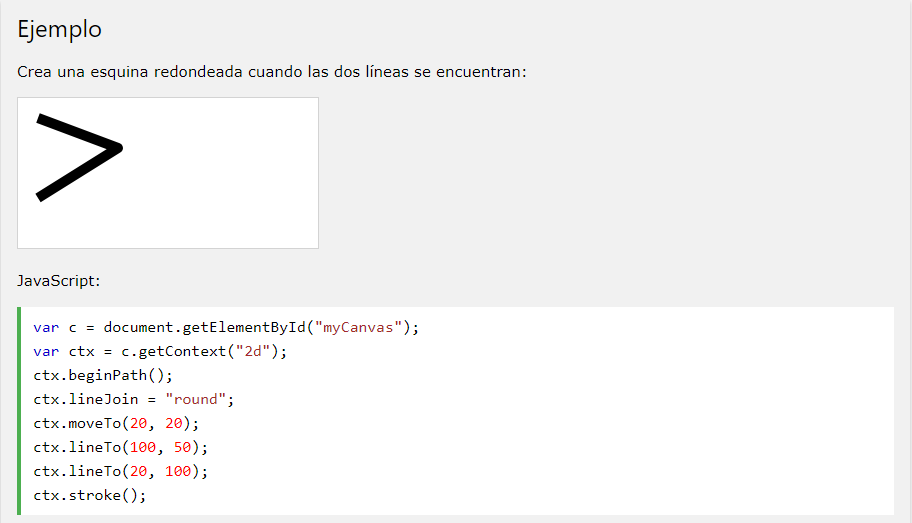 Ejemplo
Crea una esquina redondeada cuando las dos líneas se encuentran:
JavaScript:
var c = document.getElementById("myCanvas");
var ctx = c.getContext("2d");
ctx.beginPath();
ctx.lineJoin = "round";
ctx.moveTo(20, 20);
ctx.lineTo(100, 50);
ctx.lineTo(20, 100);
ctx.stroke();